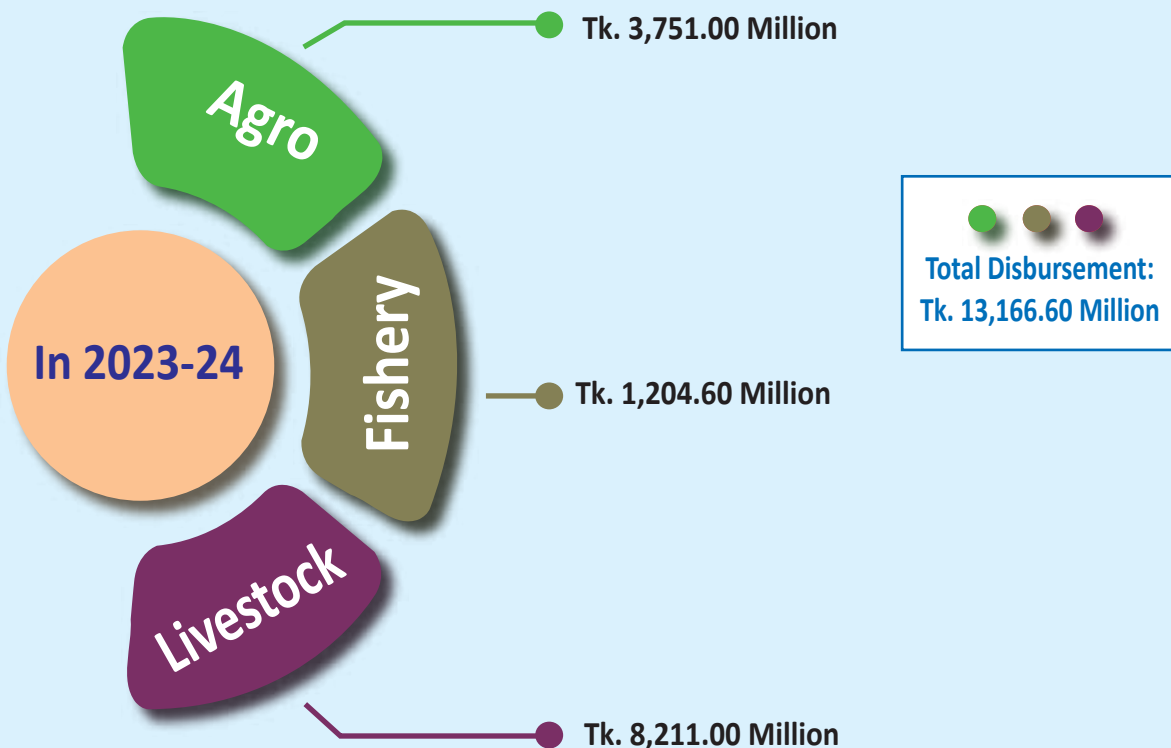 Tk. 3,751.00 Million
Agro
In 2023-24
Fishery
Tk. 1,204.60 Million
Total Disbursement:
Tk. 13,166.60 Million
Livestock
Tk. 8,211.00 Million